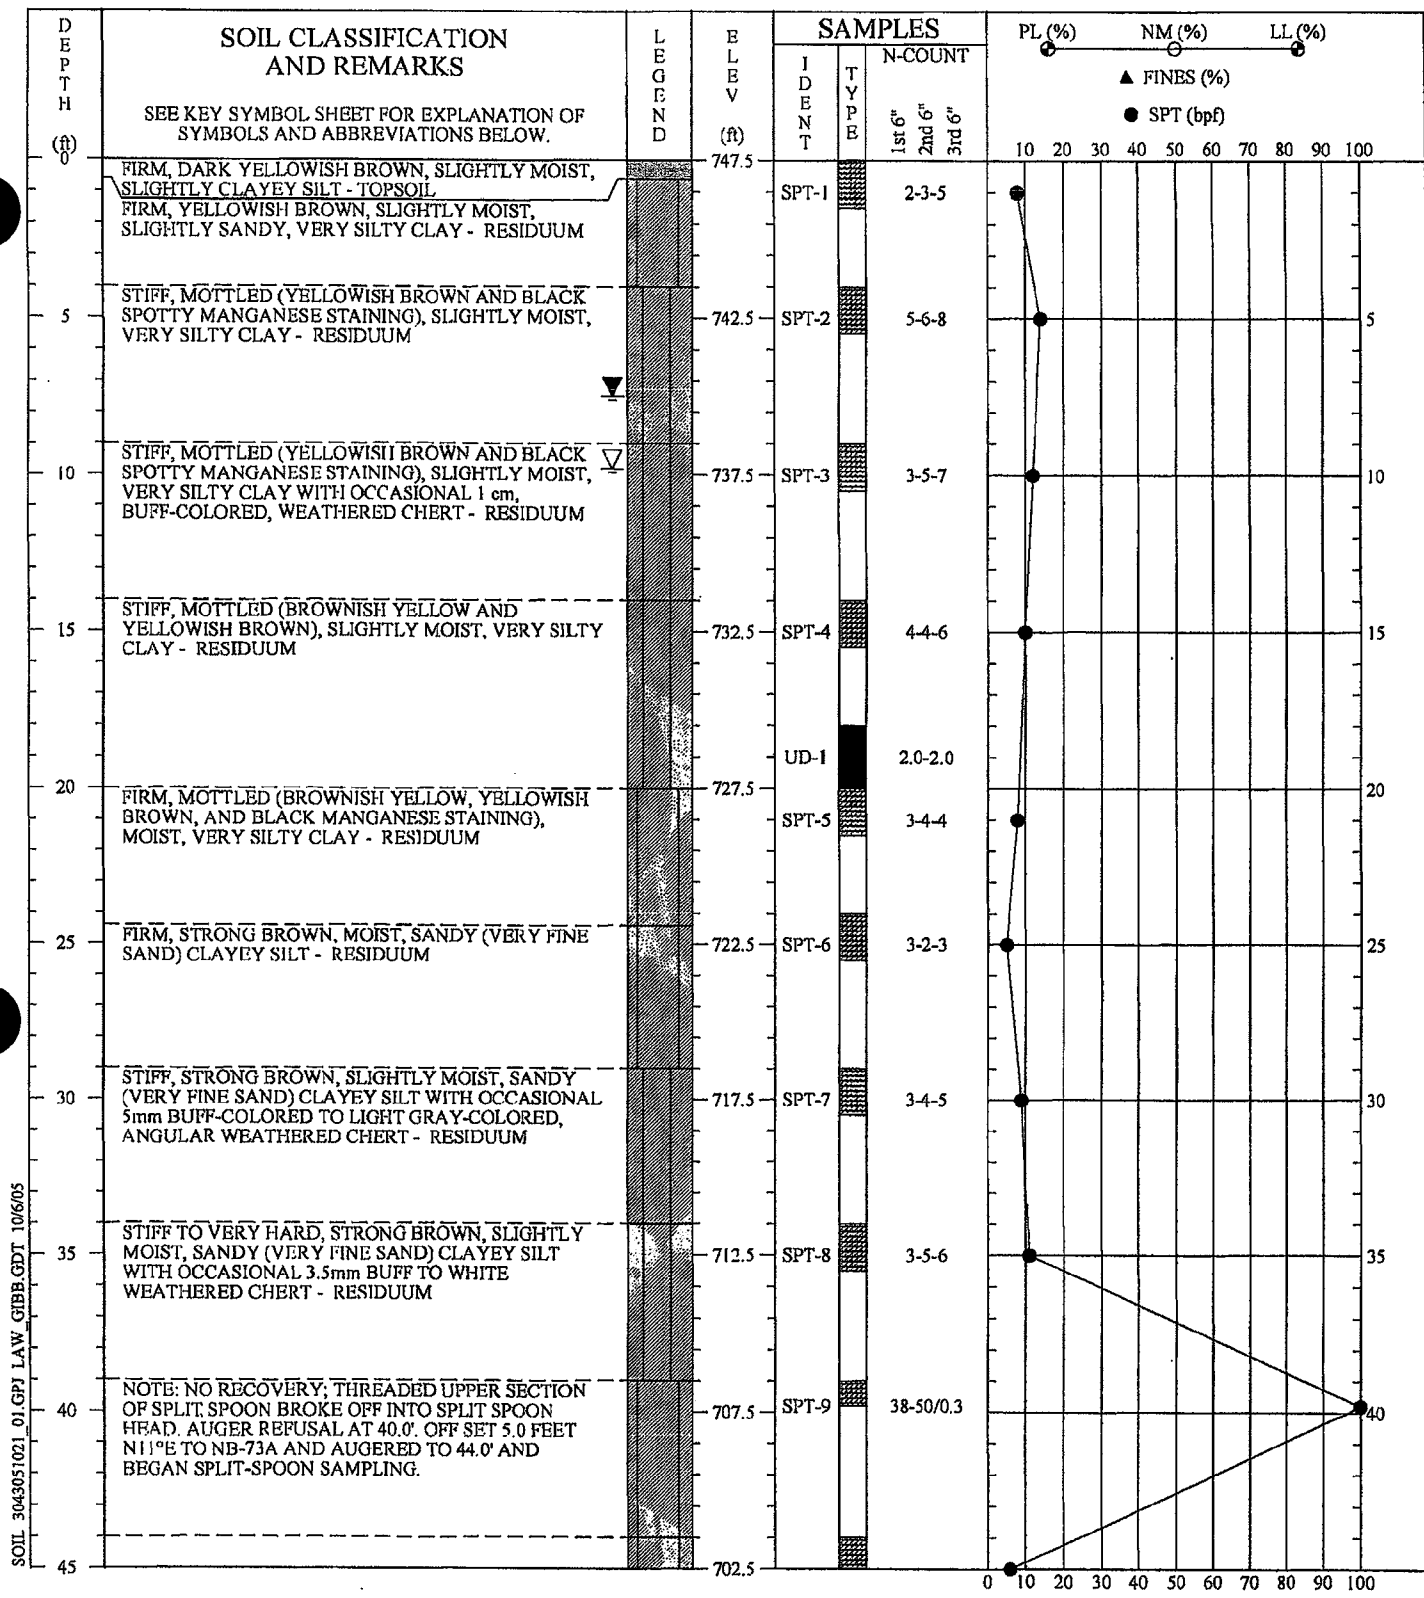 DEPTH (ft)
SOIL CLASSIFICATION
AND REMARKS
SEE KEY SYMBOL SHEET FOR EXPLANATION OF
SYMBOLS AND ABBREVIATIONS BELOW.
LEGEND
ELEV (ft)
SAMPLES
IDENT
TYPE
N-COUNT
1st 6"
2nd 6"
3rd 6"
PL (%) NM (%) LL (%)
▲ FINES (%)
● SPT (bpf)
10 20 30 40 50 60 70 80 90 100
0
FIRM, DARK YELLOWISH BROWN, SLIGHTLY MOIST,
SLIGHTLY CLAYEY SILT - TOPSOIL
FIRM, YELLOWISH BROWN, SLIGHTLY MOIST,
SLIGHTLY SANDY, VERY SILTY CLAY - RESIDUUM
747.5
SPT-1 2-3-5
STIFF, MOTTLED (YELLOWISH BROWN AND BLACK
SPOTTY MANGANESE STAINING), SLIGHTLY MOIST,
VERY SILTY CLAY - RESIDUUM
5 742.5 SPT-2 5-6-8 5
STIFF, MOTTLED (YELLOWISH BROWN AND BLACK
SPOTTY MANGANESE STAINING), SLIGHTLY MOIST,
VERY SILTY CLAY WITH OCCASIONAL 1 cm,
BUFF-COLORED, WEATHERED CHERT - RESIDUUM
10 737.5 SPT-3 3-5-7 10
STIFF, MOTTLED (BROWNISH YELLOW AND
YELLOWISH BROWN), SLIGHTLY MOIST, VERY SILTY
CLAY - RESIDUUM
15 732.5 SPT-4 4-4-6 15
UD-1 2.0-2.0
20 727.5 20
FIRM, MOTTLED (BROWNISH YELLOW, YELLOWISH
BROWN, AND BLACK MANGANESE STAINING),
MOIST, VERY SILTY CLAY - RESIDUUM
SPT-5 3-4-4
FIRM, STRONG BROWN, MOIST, SANDY (VERY FINE
SAND) CLAYEY SILT - RESIDUUM
25 722.5 SPT-6 3-2-3 25
STIFF, STRONG BROWN, SLIGHTLY MOIST, SANDY
(VERY FINE SAND) CLAYEY SILT WITH OCCASIONAL
5mm BUFF-COLORED TO LIGHT GRAY-COLORED,
ANGULAR WEATHERED CHERT - RESIDUUM
30 717.5 SPT-7 3-4-5 30
STIFF TO VERY HARD, STRONG BROWN, SLIGHTLY
MOIST, SANDY (VERY FINE SAND) CLAYEY SILT
WITH OCCASIONAL 3.5mm BUFF TO WHITE
WEATHERED CHERT - RESIDUUM
35 712.5 SPT-8 3-5-6 35
NOTE: NO RECOVERY; THREADED UPPER SECTION
OF SPLIT SPOON BROKE OFF INTO SPLIT SPOON
HEAD. AUGER REFUSAL AT 40.0'. OFF SET 5.0 FEET
N11°E TO NB-73A AND AUGERED TO 44.0' AND
BEGAN SPLIT-SPOON SAMPLING.
40 707.5 SPT-9 38-50/0.3 40
45 702.5
0 10 20 30 40 50 60 70 80 90 100
SOIL 3043051021_01.GPJ LAW_GIBB.GDT 10/6/05